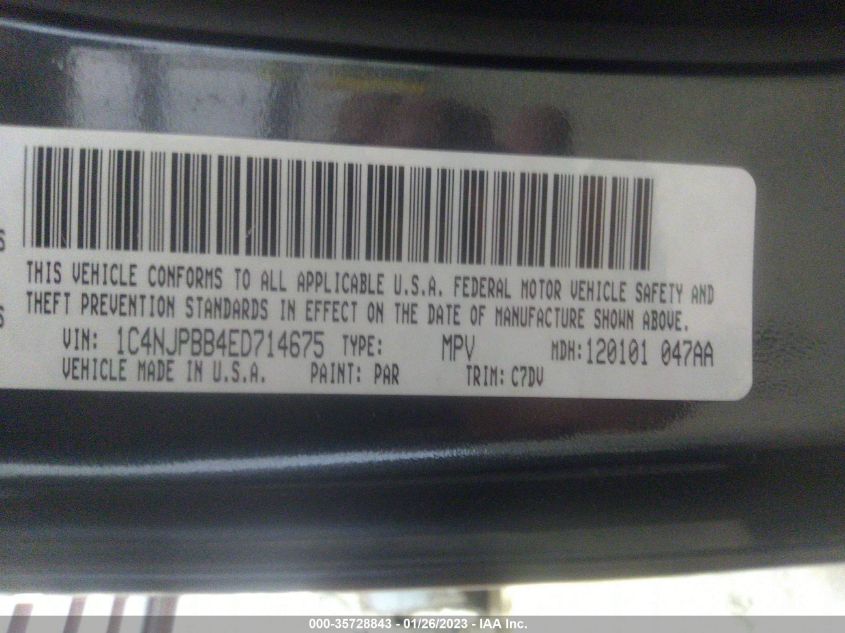 THIS VEHICLE CONFORMS TO ALL APPLICABLE U.S.A. FEDERAL MOTOR VEHICLE SAFETY AND
THEFT PREVENTION STANDARDS IN EFFECT ON THE DATE OF MANUFACTURE SHOWN ABOVE.
VIN: 1C4NJPBB4ED714675 TYPE: MPV MDH:120101 047AA
VEHICLE MADE IN U.S.A. PAINT: PAR TRIM: C7DV
000-35728843 - 01/26/2023 - IAA Inc.